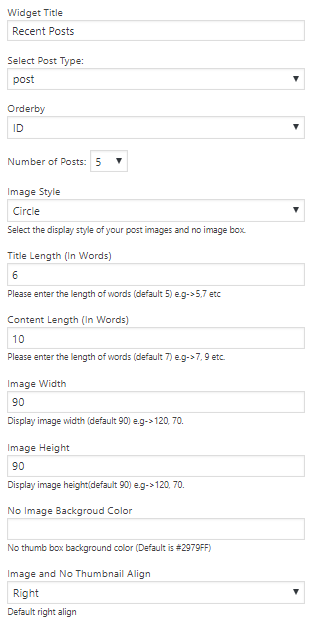 Widget Title
Recent Posts
Select Post Type:
post
Orderby
ID
Number of Posts: 5
Image Style
Circle
Select the display style of your post images and no image box.
Title Length (In Words)
6
Please enter the length of words (default 5) e.g->5,7 etc
Content Length (In Words)
10
Please enter the length of words (default 7) e.g->7, 9 etc.
Image Width
90
Display image width (default 90) e.g->120, 70.
Image Height
90
Display image height(default 90) e.g->120, 70.
No Image Backgroud Color
No thumb box background color (Default is #2979FF)
Image and No Thumbnail Align
Right
Default right align